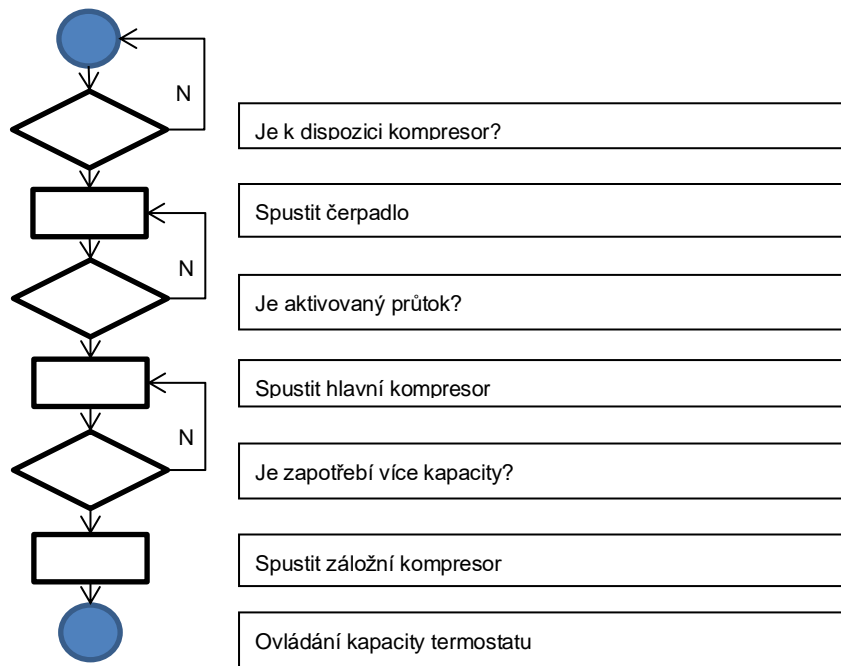 N
Je k dispozici kompresor?
Spustit čerpadlo
N
Je aktivovaný průtok?
Spustit hlavní kompresor
N
Je zapotřebí více kapacity?
Spustit záložní kompresor
Ovládání kapacity termostatu